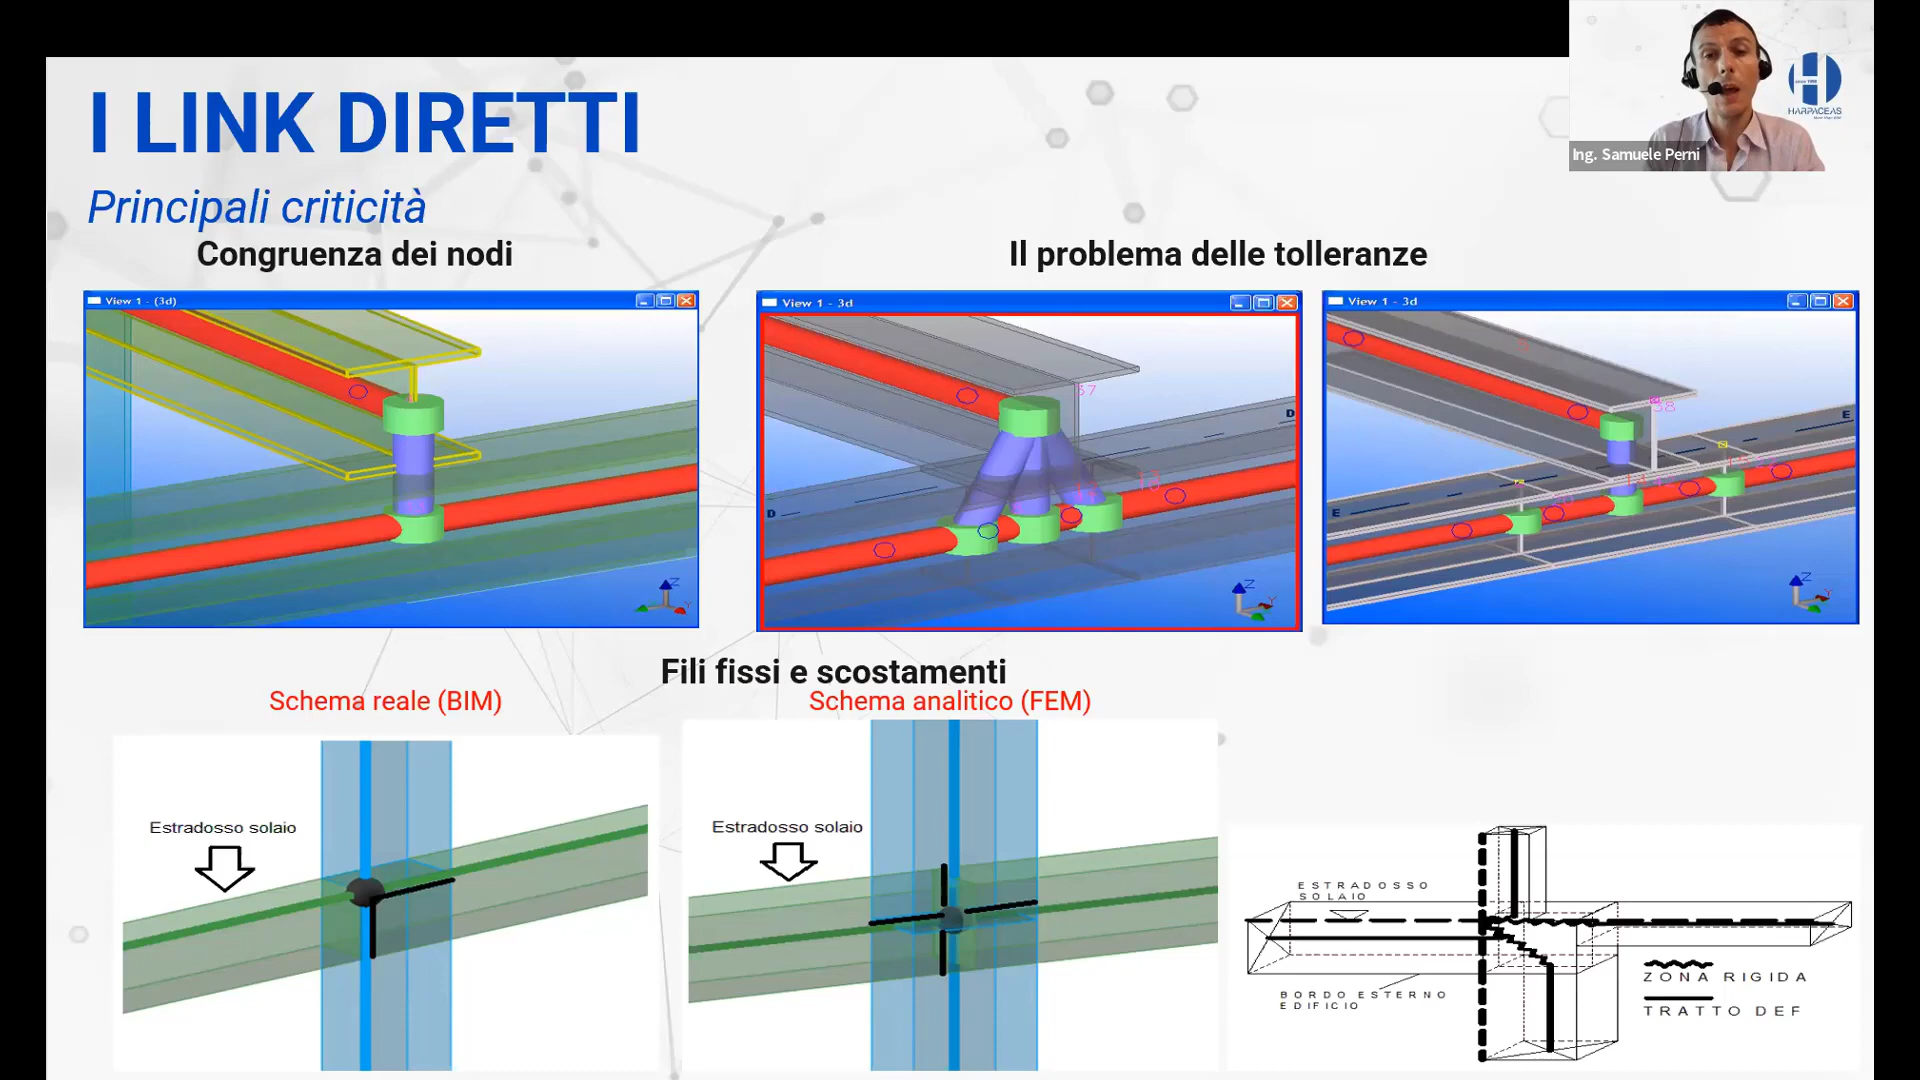 I LINK DIRETTI
HARPACEAS
Ing. Samuele Perni
Principali criticità
Congruenza dei nodi
Il problema delle tolleranze
View 1 - (3d)
View 1 - 3d
View 1 - 3d
57
D
D
38
E
E
Z
Z
Z
Fili fissi e scostamenti
Schema reale (BIM)
Schema analitico (FEM)
Estradosso solaio
Estradosso solaio
ESTRADOSSO
SOLAIO
BORDO ESTERNO
EDIFICIO
ZONA RIGIDA
TRATTO DEF